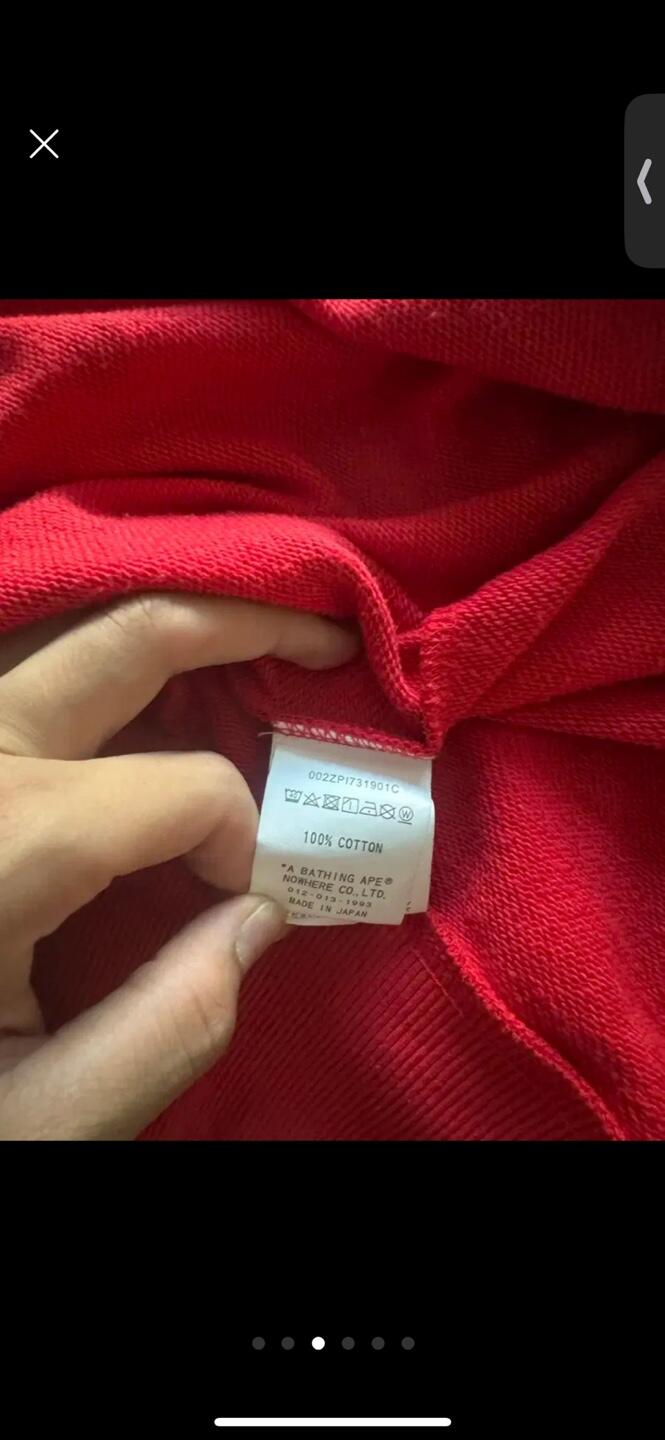 002ZPI731901C
100% COTTON
"A BATHING APE®
NOWHERE CO., LTD.
012-013-1993
MADE IN JAPAN